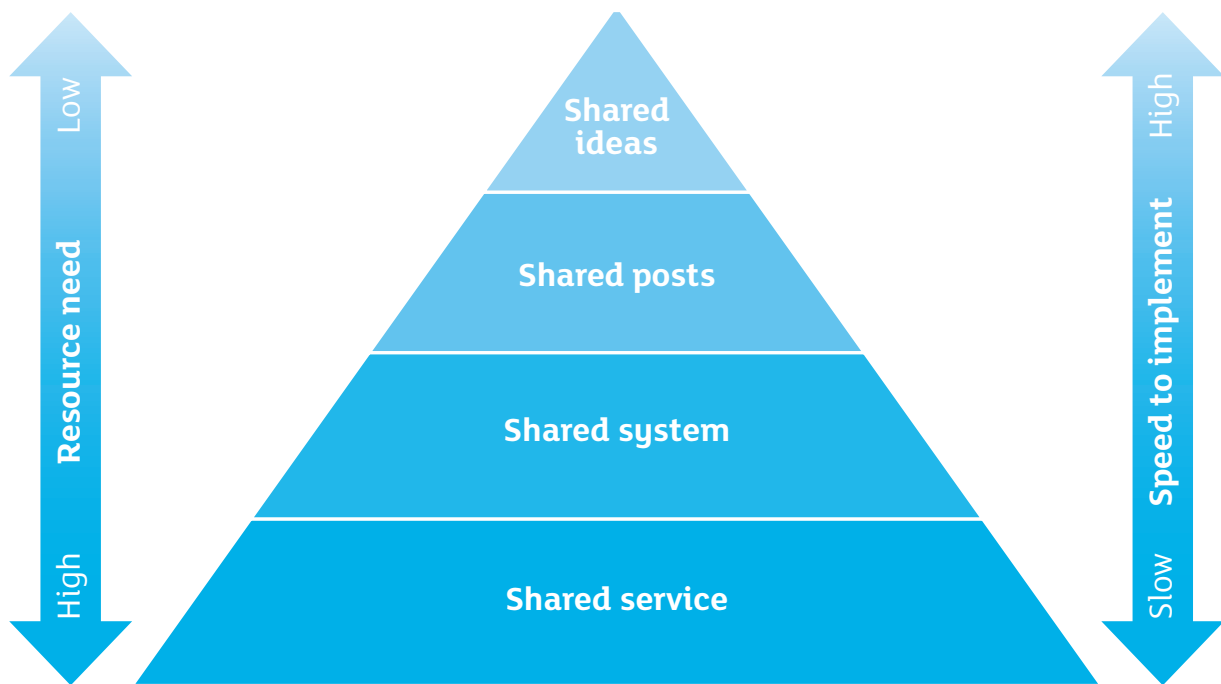 Low
Resource need
High
Shared
ideas
Shared posts
Shared system
Shared service
High
Speed to implement
Slow